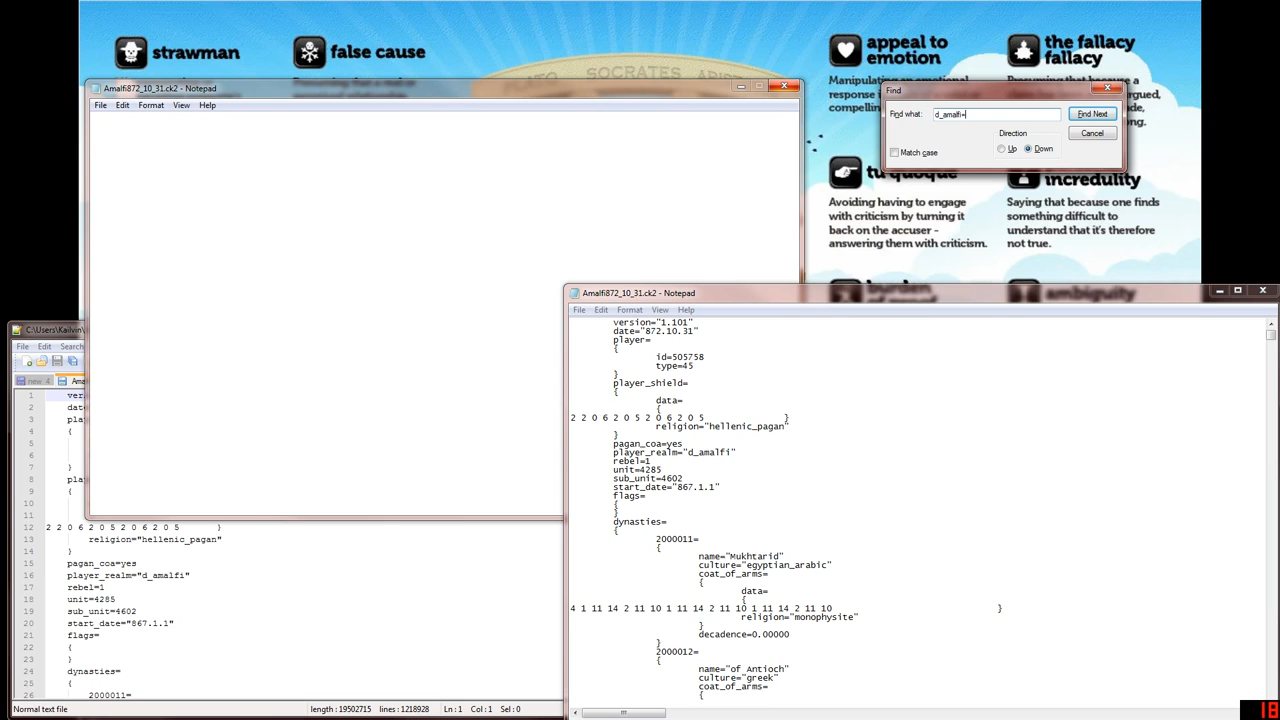 strawman
false cause
appeal to
emotion
the fallacy
fallacy
SOCRATES
Manipulating an emotional
Amalfi872_10_31.ck2 - Notepad
File Edit Format View Help
Find
Find what:
d_amalfi=
Find Next
Cancel
Direction
Up
Down
Match case
tu quoque
incredulity
Avoiding having to engage
with criticism by turning it
back on the accuser -
answering them with criticism.
Saying that because one finds
something difficult to
understand that it's therefore
not true.
burden
ambiguity
Amalfi872_10_31.ck2 - Notepad
File Edit Format View Help
version="1.101"
date="872.10.31"
player=
{
id=505758
type=45
}
player_shield=
{
data=
{
2 2 0 6 2 0 5 2 0 6 2 0 5 }
religion="hellenic_pagan"
}
pagan_coa=yes
player_realm="d_amalfi"
rebel=1
unit=4285
sub_unit=4602
start_date="867.1.1"
flags=
{
}
dynasties=
{
2000011=
{
name="Mukhtarid"
culture="egyptian_arabic"
coat_of_arms=
{
data=
{
4 1 11 14 2 11 10 1 11 14 2 11 10 1 11 14 2 11 10 }
religion="monophysite"
}
decadence=0.00000
}
2000012=
{
name="of Antioch"
culture="greek"
coat_of_arms=
{
C:\Users\Kailvin\
File Edit Search
new 4
1
2
3
4 {
5
6
7 }
8
9 {
10
11
12 2 2 0 6 2 0 5 2 0 6 2 0 5 }
13 religion="hellenic_pagan"
14 }
15 pagan_coa=yes
16 player_realm="d_amalfi"
17 rebel=1
18 unit=4285
19 sub_unit=4602
20 start_date="867.1.1"
21 flags=
22 {
23 }
24 dynasties=
25 {
26 2000011=
Normal text file length : 19502715 lines : 1218928 Ln : 1 Col : 1 Sel : 0
18